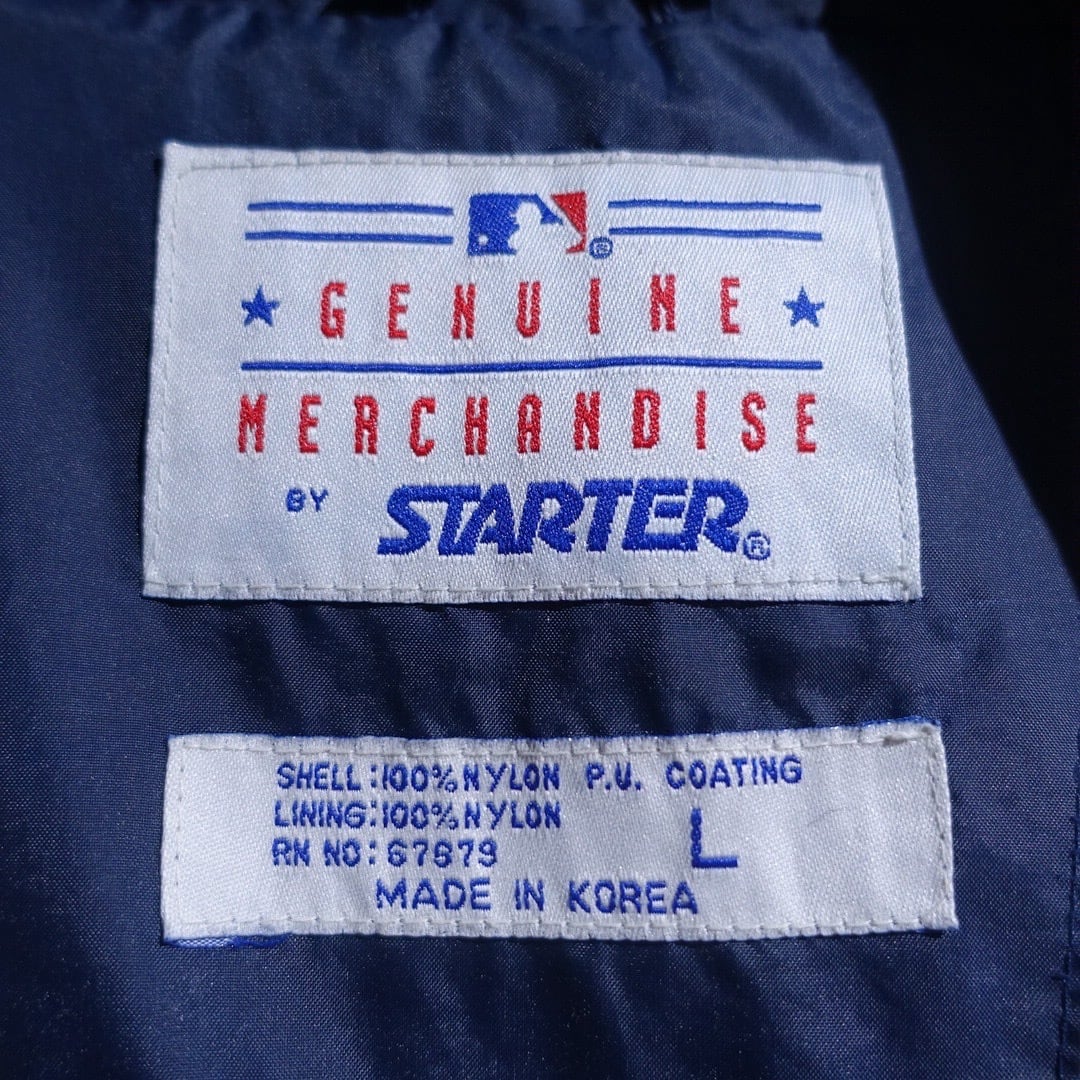 GENUINE
MERCHANDISE
BY STARTER®
SHELL:100%NYLON P.U. COATING
LINING:100%NYLON
RN NO:67679 L
MADE IN KOREA